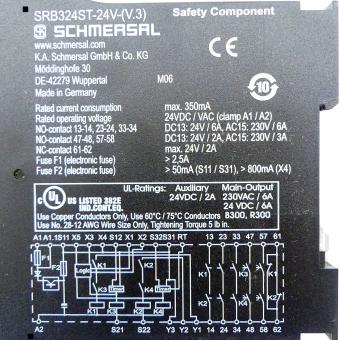 SRB324ST-24V-(V.3) Safety Component
SCHMERSAL
K.A. Schmersal GmbH & Co. KG
Möddinghofe 30
DE-42279 Wuppertal M06
Made in Germany
10
Rated current consumption max. 350mA
Rated operating voltage 24VDC / VAC (clamp A1 / A2)
NO-contact 13-14, 23-24, 33-34 DC13: 24V / 6A, AC15: 230V / 6A
NO-contact 47-48, 57-58 DC13: 24V / 6A, AC15: 230V / 3A
NC-contact 61-62 max. 24V / 2A
Fuse F1 (electronic fuse) > 2,5A
Fuse F2 (electronic fuse) > 50mA (S11 / S31), > 800mA (X4)
UL-Ratings: Auxiliary Main-Output
24VDC / 2A 230VAC / 6A
24 VDC / 6A
UL US LISTED 382E
IND.CONT.EQ.
Use Copper Conductors Only, Use 60°C / 75°C Conductors B300, R300
Use No. 28-12 AWG Wire Size Only, Tightening Torque 5 lb in.
A1 A1.1 S11 X5 X3 X4 S12 X1 X2 S32 S31 RT 13 23 33 47 57 61
Logic
K3 Timer K4 Timer
A2 S21 S22 Y3 Y2 Y1 14 24 34 48 58 62